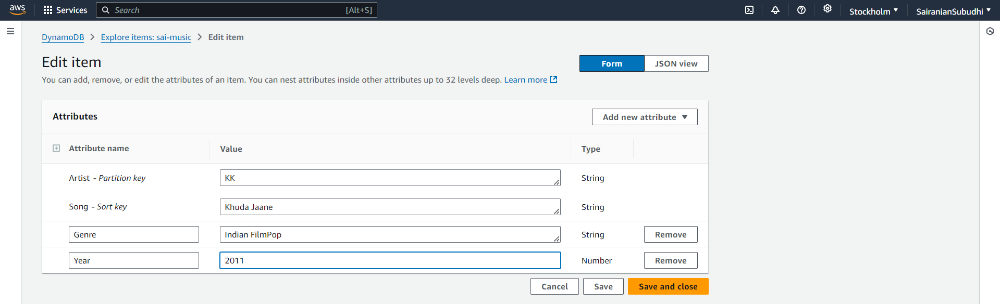 aws Services Search [Alt+S] Stockholm SairanjanSubudhi
DynamoDB Explore items: sai-music Edit item
Edit item Form JSON view
You can add, remove, or edit the attributes of an item. You can nest attributes inside other attributes up to 32 levels deep. Learn more
Attributes Add new attribute
Attribute name Value Type
Artist - Partition key KK String
Song - Sort key Khuda Jaane String
Genre Indian FilmPop String Remove
Year 2011 Number Remove
Cancel Save Save and close